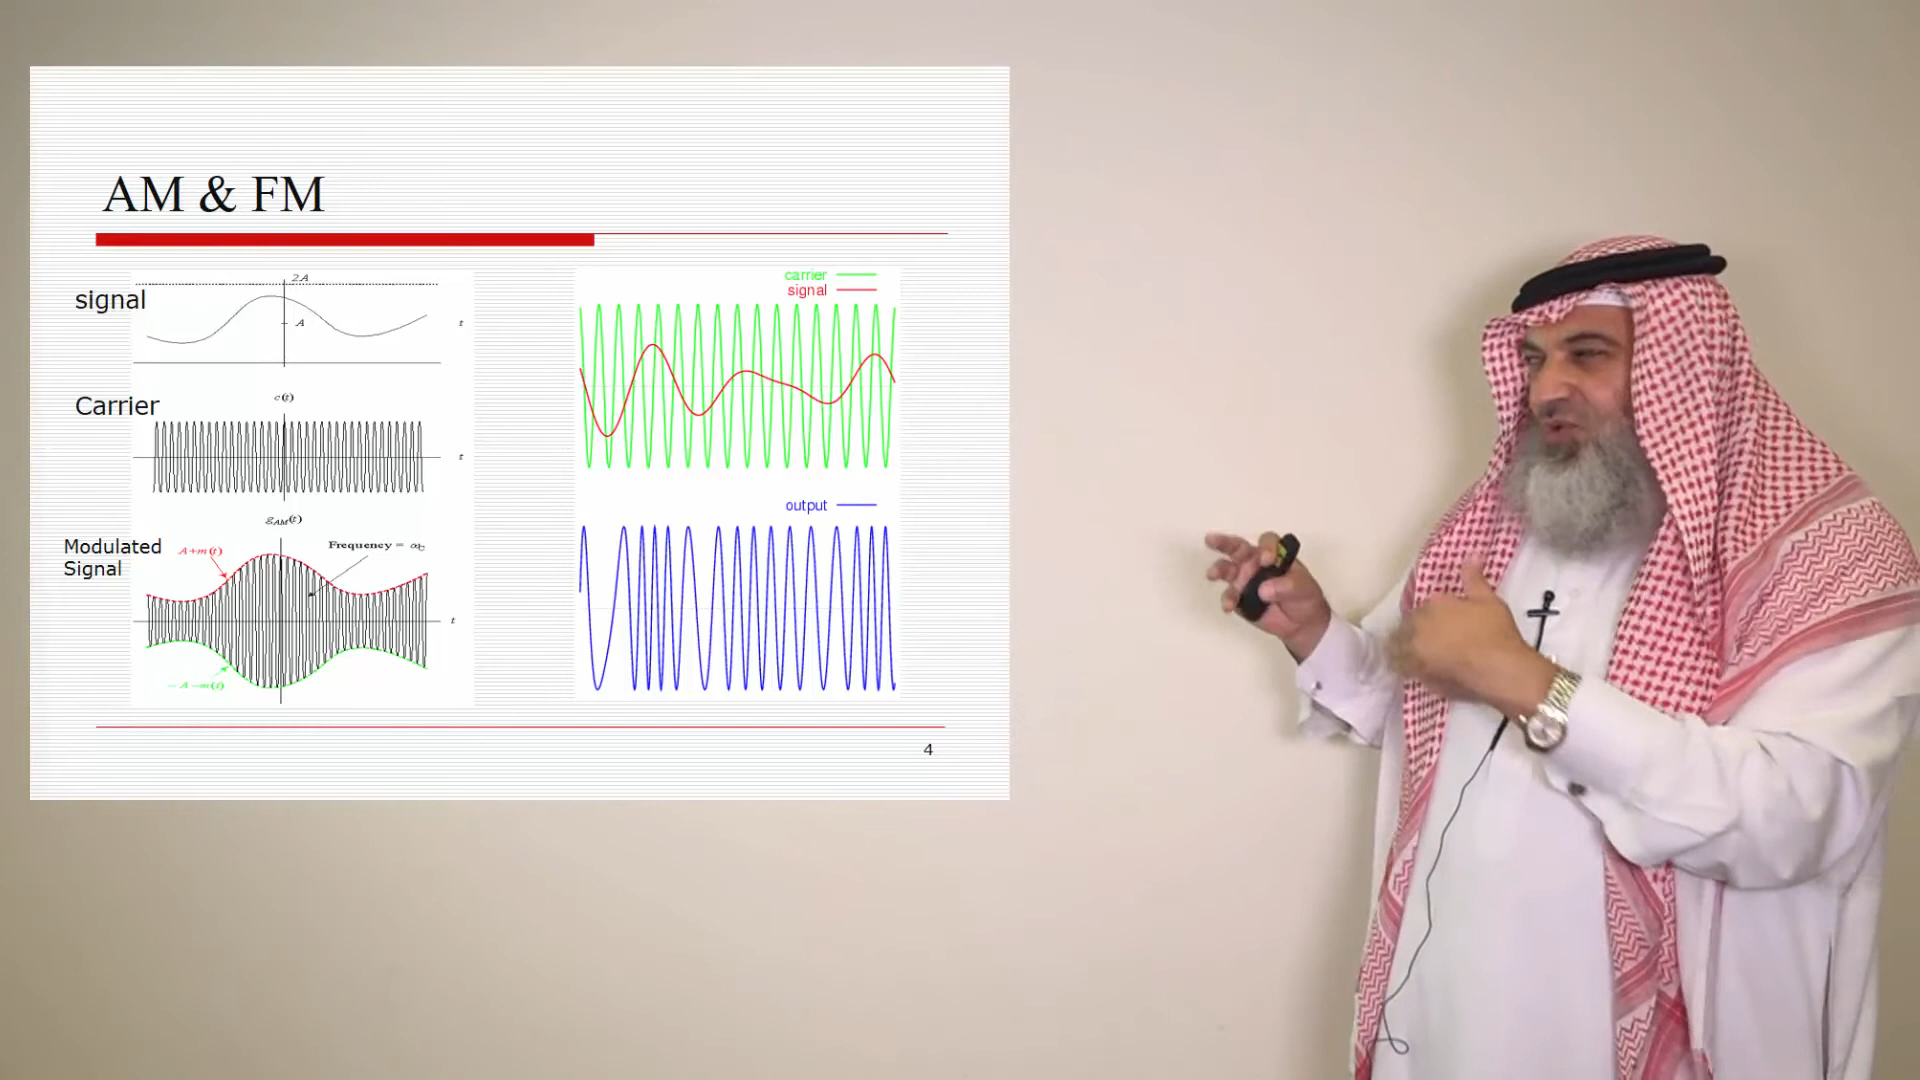 AM & FM
signal
2A
A
t
Carrier
c(t)
t
Modulated
Signal
g_AM(t)
A+m(t)
Frequency = ω_C
t
-A-m(t)
carrier
signal
output
4